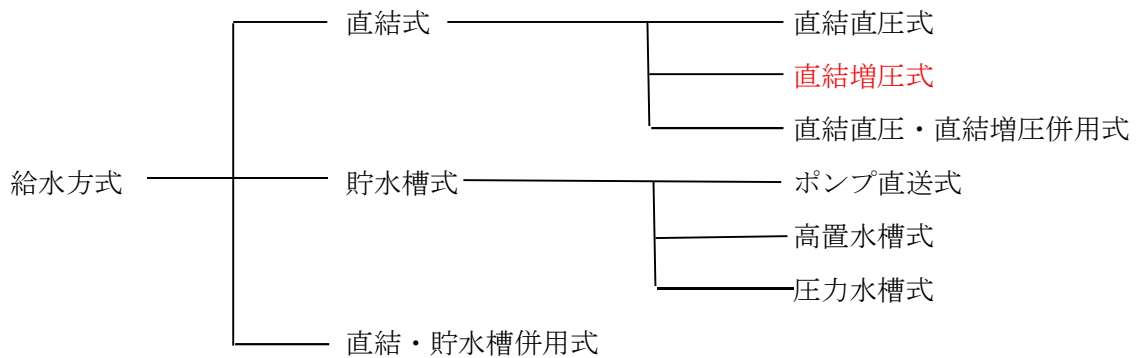 直結式
直結直圧式
直結増圧式
直結直圧・直結増圧併用式
給水方式
貯水槽式
ポンプ直送式
高置水槽式
圧力水槽式
直結・貯水槽併用式